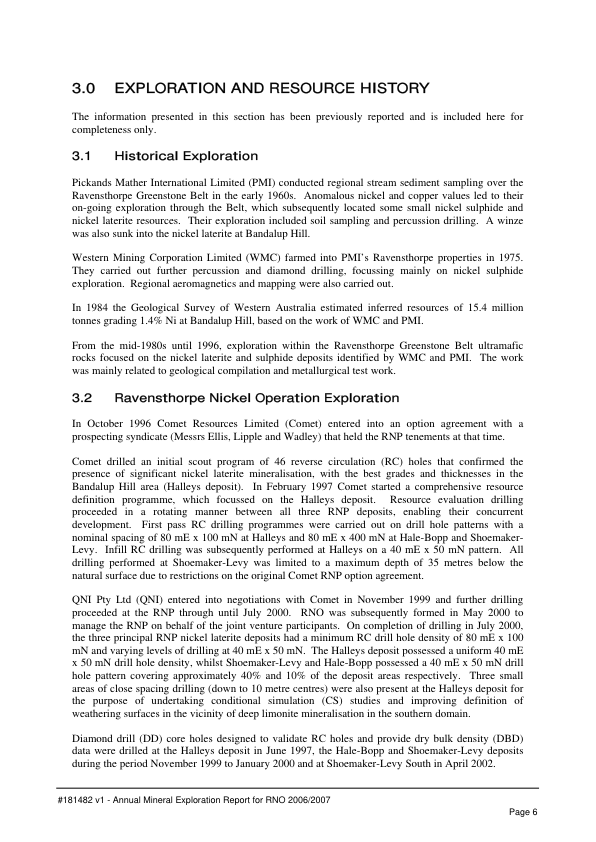 3.0 EXPLORATION AND RESOURCE HISTORY
The information presented in this section has been previously reported and is included here for
completeness only.
3.1 Historical Exploration
Pickands Mather International Limited (PMI) conducted regional stream sediment sampling over the
Ravensthorpe Greenstone Belt in the early 1960s. Anomalous nickel and copper values led to their
on-going exploration through the Belt, which subsequently located some small nickel sulphide and
nickel laterite resources. Their exploration included soil sampling and percussion drilling. A winze
was also sunk into the nickel laterite at Bandalup Hill.
Western Mining Corporation Limited (WMC) farmed into PMI's Ravensthorpe properties in 1975.
They carried out further percussion and diamond drilling, focussing mainly on nickel sulphide
exploration. Regional aeromagnetics and mapping were also carried out.
In 1984 the Geological Survey of Western Australia estimated inferred resources of 15.4 million
tonnes grading 1.4% Ni at Bandalup Hill, based on the work of WMC and PMI.
From the mid-1980s until 1996, exploration within the Ravensthorpe Greenstone Belt ultramafic
rocks focused on the nickel laterite and sulphide deposits identified by WMC and PMI. The work
was mainly related to geological compilation and metallurgical test work.
3.2 Ravensthorpe Nickel Operation Exploration
In October 1996 Comet Resources Limited (Comet) entered into an option agreement with a
prospecting syndicate (Messrs Ellis, Lipple and Wadley) that held the RNP tenements at that time.
Comet drilled an initial scout program of 46 reverse circulation (RC) holes that confirmed the
presence of significant nickel laterite mineralisation, with the best grades and thicknesses in the
Bandalup Hill area (Halleys deposit). In February 1997 Comet started a comprehensive resource
definition programme, which focussed on the Halleys deposit. Resource evaluation drilling
proceeded in a rotating manner between all three RNP deposits, enabling their concurrent
development. First pass RC drilling programmes were carried out on drill hole patterns with a
nominal spacing of 80 mE x 100 mN at Halleys and 80 mE x 400 mN at Hale-Bopp and Shoemaker-
Levy. Infill RC drilling was subsequently performed at Halleys on a 40 mE x 50 mN pattern. All
drilling performed at Shoemaker-Levy was limited to a maximum depth of 35 metres below the
natural surface due to restrictions on the original Comet RNP option agreement.
QNI Pty Ltd (QNI) entered into negotiations with Comet in November 1999 and further drilling
proceeded at the RNP through until July 2000. RNO was subsequently formed in May 2000 to
manage the RNP on behalf of the joint venture participants. On completion of drilling in July 2000,
the three principal RNP nickel laterite deposits had a minimum RC drill hole density of 80 mE x 100
mN and varying levels of drilling at 40 mE x 50 mN. The Halleys deposit possessed a uniform 40 mE
x 50 mN drill hole density, whilst Shoemaker-Levy and Hale-Bopp possessed a 40 mE x 50 mN drill
hole pattern covering approximately 40% and 10% of the deposit areas respectively. Three small
areas of close spacing drilling (down to 10 metre centres) were also present at the Halleys deposit for
the purpose of undertaking conditional simulation (CS) studies and improving definition of
weathering surfaces in the vicinity of deep limonite mineralisation in the southern domain.
Diamond drill (DD) core holes designed to validate RC holes and provide dry bulk density (DBD)
data were drilled at the Halleys deposit in June 1997, the Hale-Bopp and Shoemaker-Levy deposits
during the period November 1999 to January 2000 and at Shoemaker-Levy South in April 2002.
#181482 v1 - Annual Mineral Exploration Report for RNO 2006/2007
Page 6